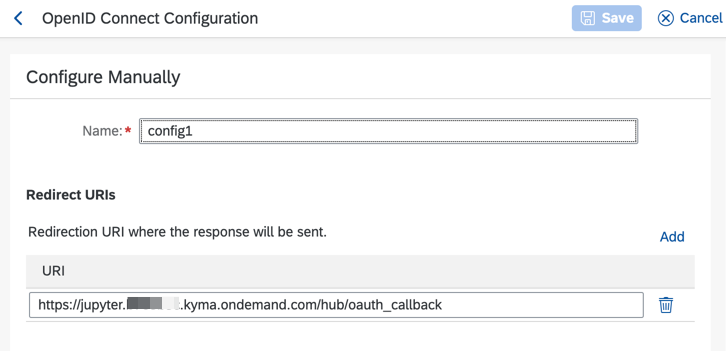 OpenID Connect Configuration
Save
Cancel
Configure Manually
Name:*
config1
Redirect URIs
Redirection URI where the response will be sent.
Add
URI
https://jupyter. .kyma.ondemand.com/hub/oauth_callback